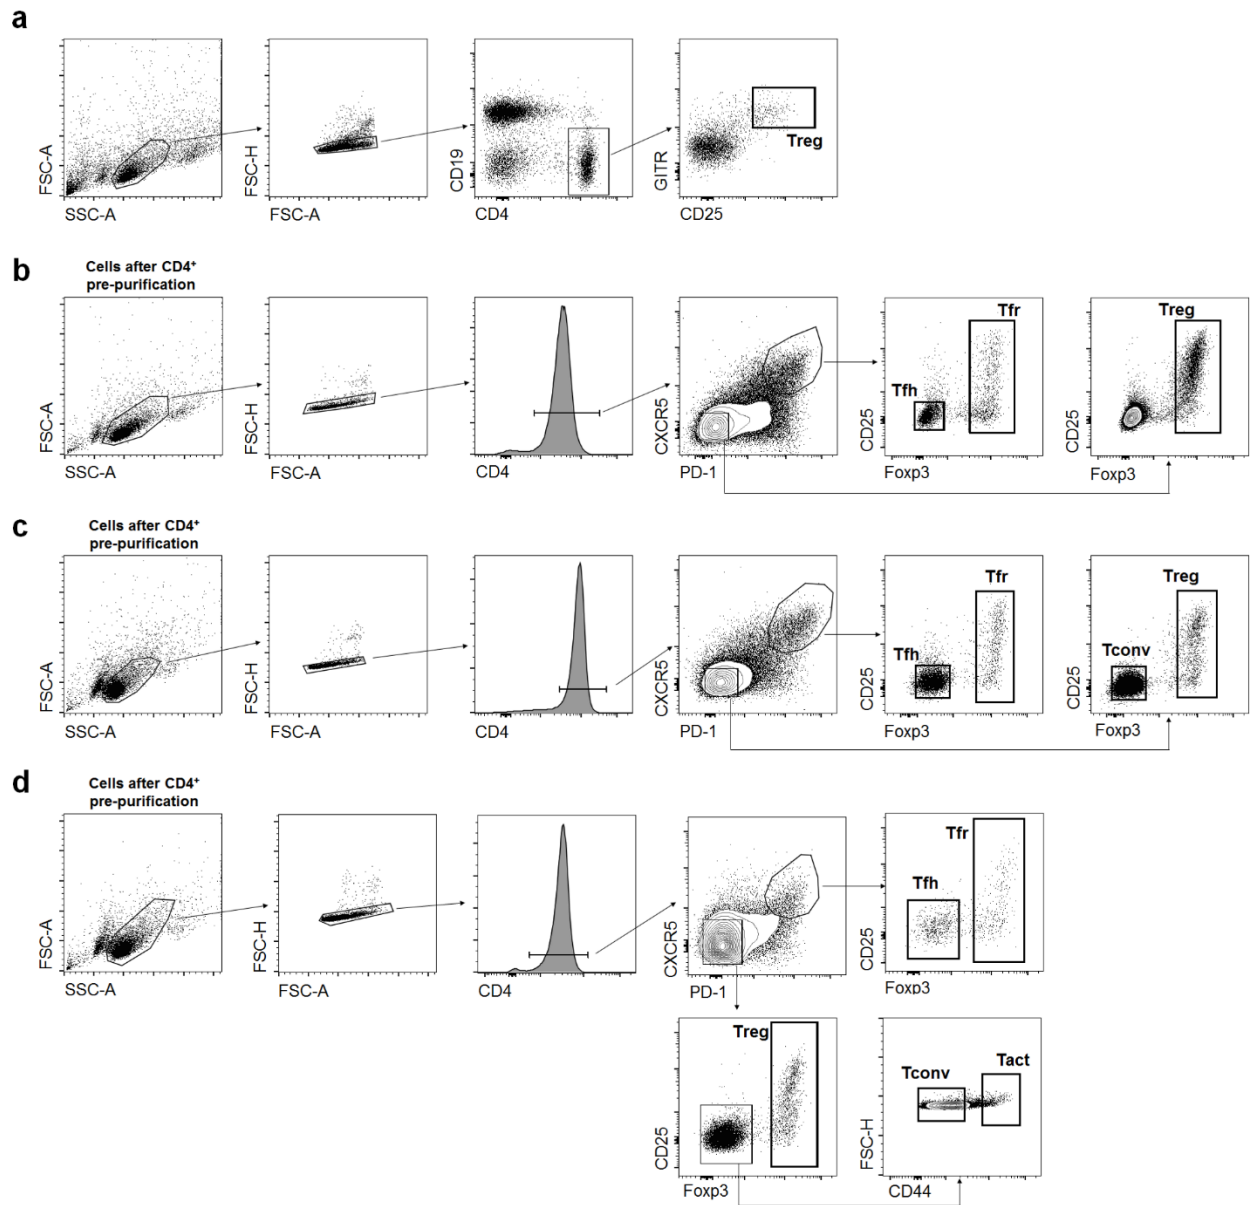 a
FSC-A
SSC-A
FSC-H
FSC-A
CD19
CD4
GITR
Treg
CD25
b
Cells after CD4⁺
pre-purification
FSC-A
SSC-A
FSC-H
FSC-A
CD4
CXCR5
PD-1
Tfr
Tfh
CD25
Foxp3
Treg
CD25
Foxp3
c
Cells after CD4⁺
pre-purification
FSC-A
SSC-A
FSC-H
FSC-A
CD4
CXCR5
PD-1
Tfr
Tfh
CD25
Foxp3
Treg
Tconv
CD25
Foxp3
d
Cells after CD4⁺
pre-purification
FSC-A
SSC-A
FSC-H
FSC-A
CD4
CXCR5
PD-1
Tfr
Tfh
CD25
Foxp3
Treg
CD25
Foxp3
Tconv
Tact
FSC-H
CD44